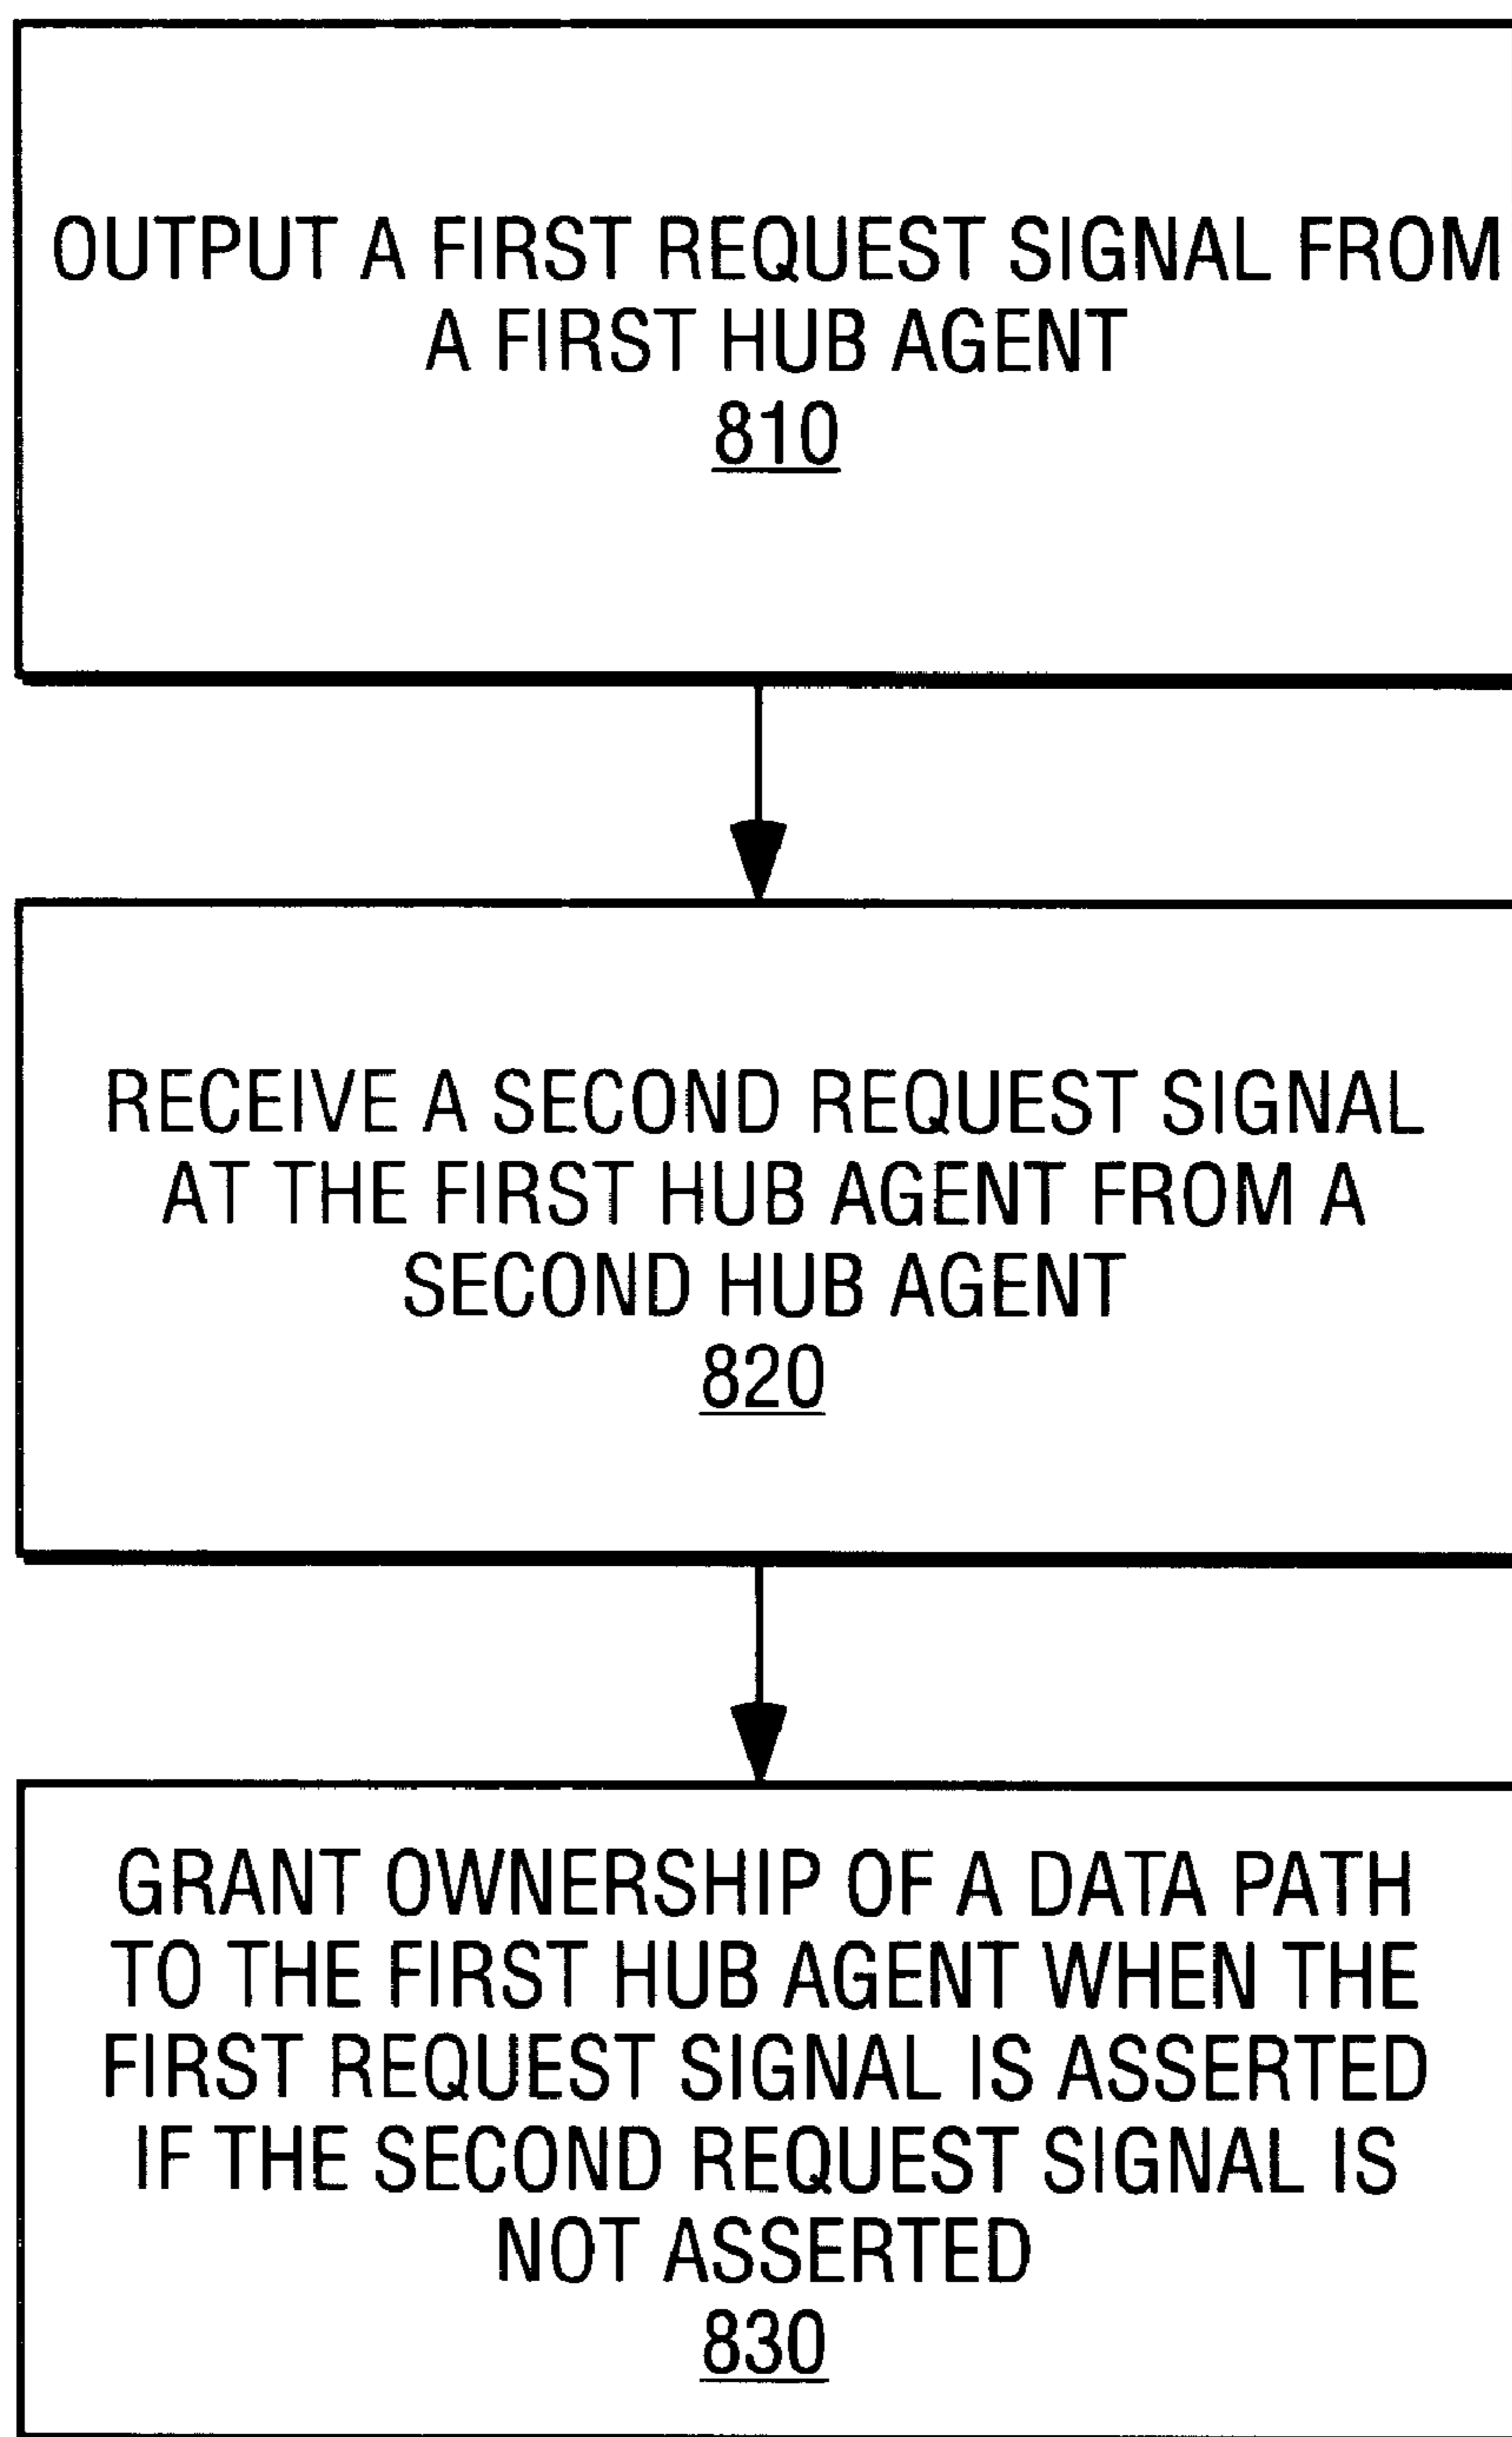 OUTPUT A FIRST REQUEST SIGNAL FROM
A FIRST HUB AGENT
810
RECEIVE A SECOND REQUEST SIGNAL
AT THE FIRST HUB AGENT FROM A
SECOND HUB AGENT
820
GRANT OWNERSHIP OF A DATA PATH
TO THE FIRST HUB AGENT WHEN THE
FIRST REQUEST SIGNAL IS ASSERTED
IF THE SECOND REQUEST SIGNAL IS
NOT ASSERTED
830